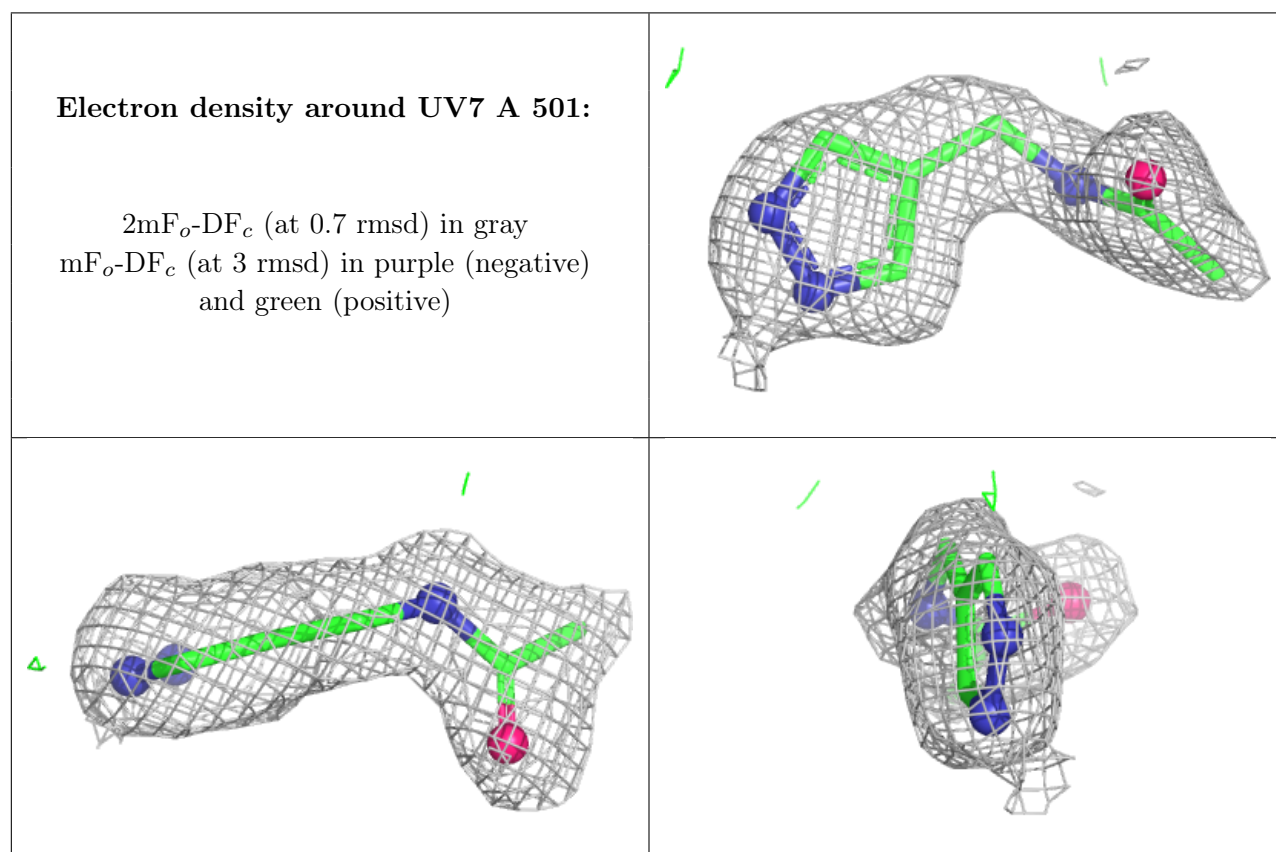 Electron density around UV7 A 501:
2mFo-DFc (at 0.7 rmsd) in gray
mFo-DFc (at 3 rmsd) in purple (negative)
and green (positive)